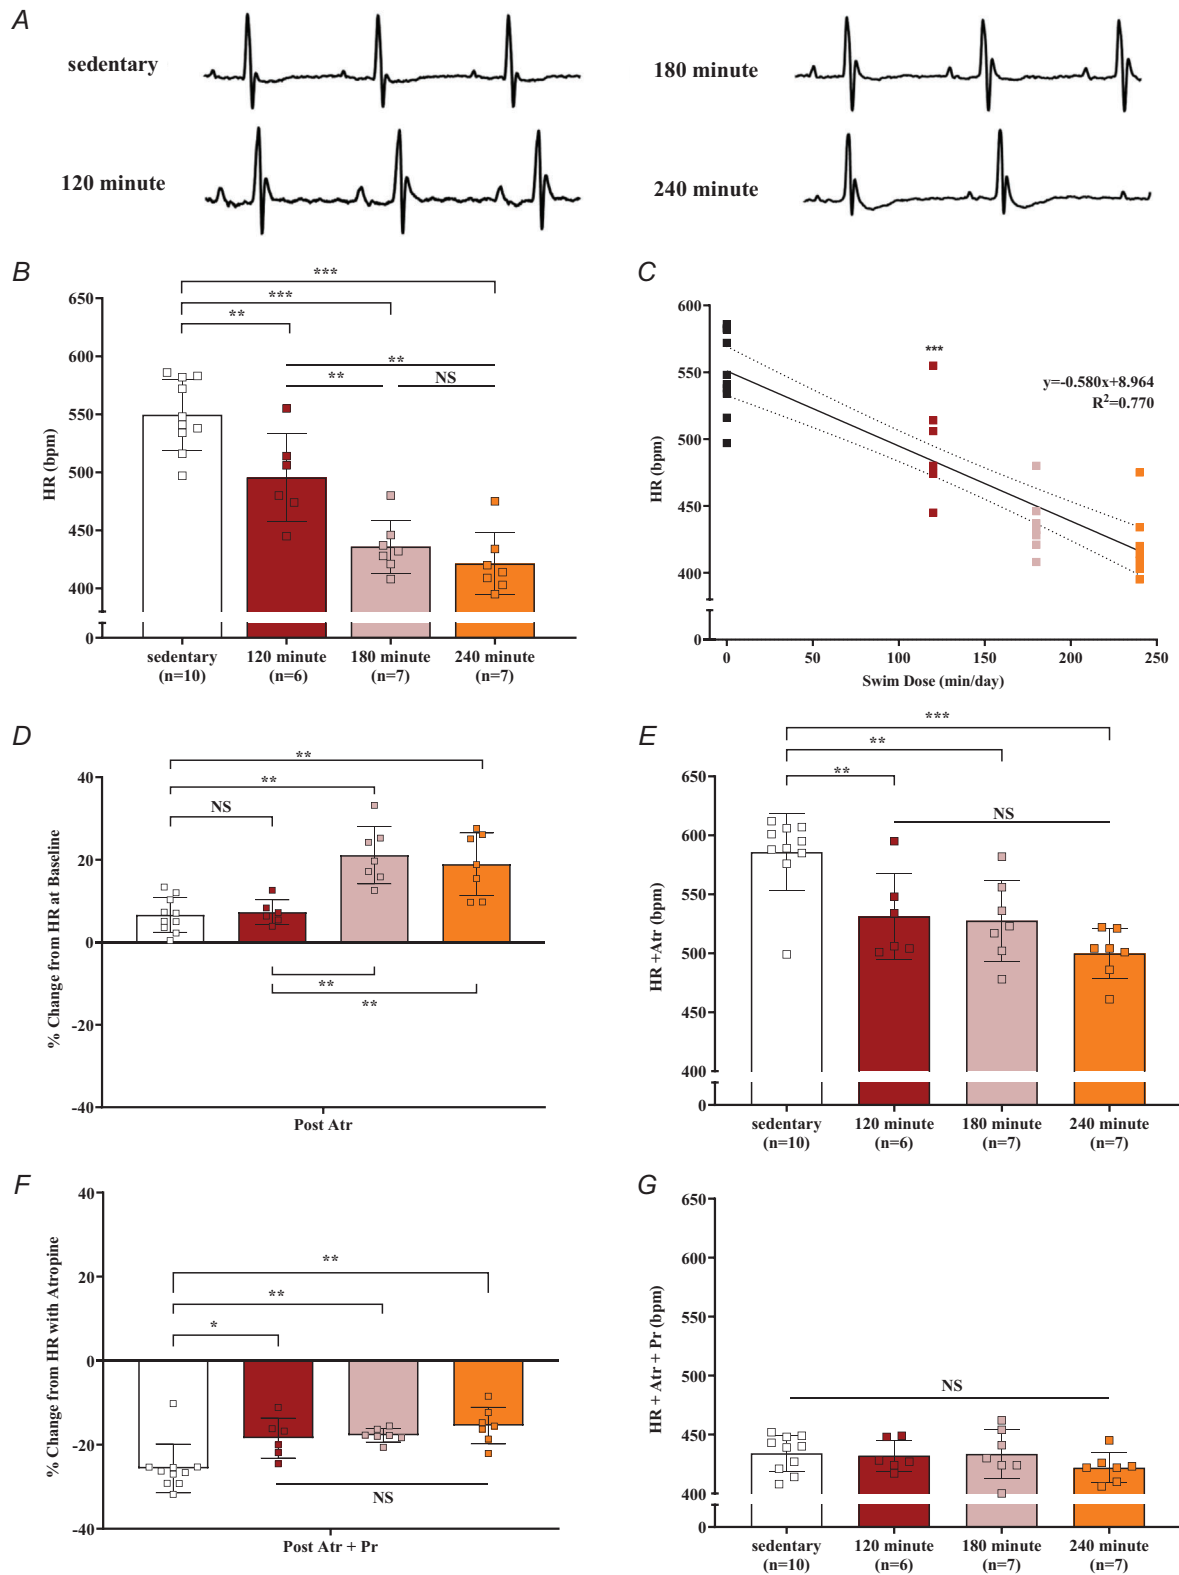 A
sedentary
180 minute
120 minute
240 minute
B
***
***
**
**
**
NS
650
600
550
500
450
400
0
HR (bpm)
sedentary
(n=10)
120 minute
(n=6)
180 minute
(n=7)
240 minute
(n=7)
C
600
550
500
450
400
0
HR (bpm)
***
y=-0.580x+8.964
R²=0.770
0
50
100
150
200
250
Swim Dose (min/day)
D
**
**
NS
40
20
0
-20
-40
% Change from HR at Baseline
**
**
Post Atr
E
***
**
**
NS
650
600
550
500
450
400
0
HR +Atr (bpm)
sedentary
(n=10)
120 minute
(n=6)
180 minute
(n=7)
240 minute
(n=7)
F
40
20
0
-20
-40
% Change from HR with Atropine
**
**
*
NS
Post Atr + Pr
G
650
600
550
500
450
400
0
HR + Atr + Pr (bpm)
NS
sedentary
(n=10)
120 minute
(n=6)
180 minute
(n=7)
240 minute
(n=7)